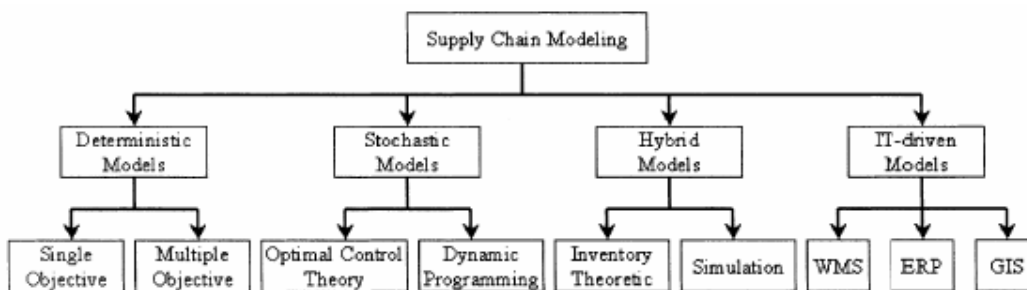 Supply Chain Modeling
Deterministic
Models
Stochastic
Models
Hybrid
Models
IT-driven
Models
Single
Objective
Multiple
Objective
Optimal Control
Theory
Dynamic
Programming
Inventory
Theoretic
Simulation
WMS
ERP
GIS